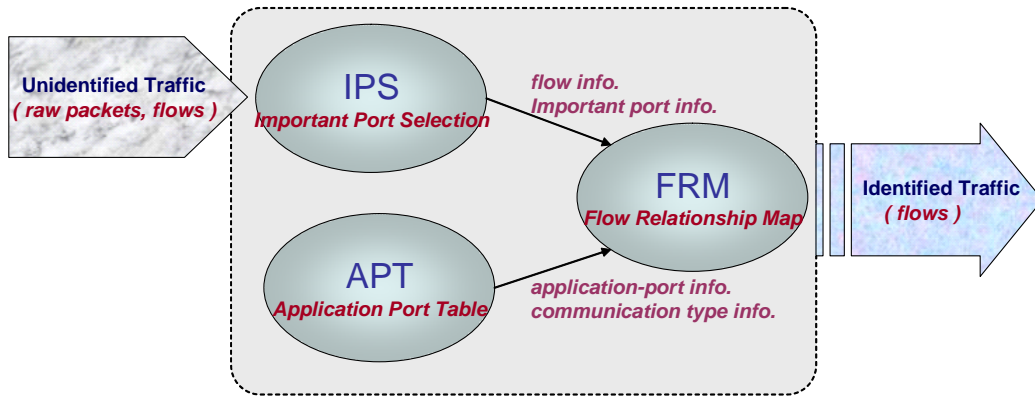 Unidentified Traffic
( raw packets, flows )
IPS
Important Port Selection
flow info.
Important port info.
FRM
Flow Relationship Map
Identified Traffic
( flows )
APT
Application Port Table
application-port info.
communication type info.